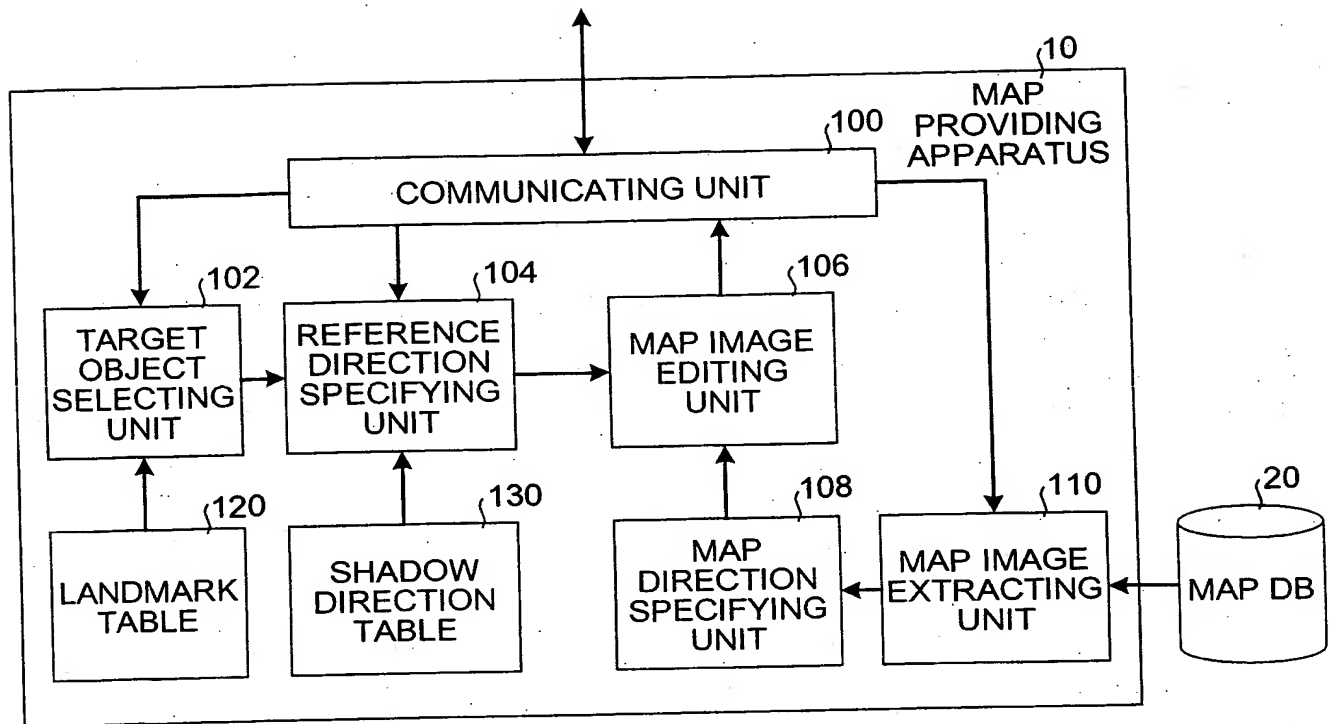 10
MAP
PROVIDING
APPARATUS
100
COMMUNICATING UNIT
102
TARGET
OBJECT
SELECTING
UNIT
104
REFERENCE
DIRECTION
SPECIFYING
UNIT
106
MAP IMAGE
EDITING
UNIT
120
LANDMARK
TABLE
130
SHADOW
DIRECTION
TABLE
108
MAP
DIRECTION
SPECIFYING
UNIT
110
MAP IMAGE
EXTRACTING
UNIT
20
MAP DB